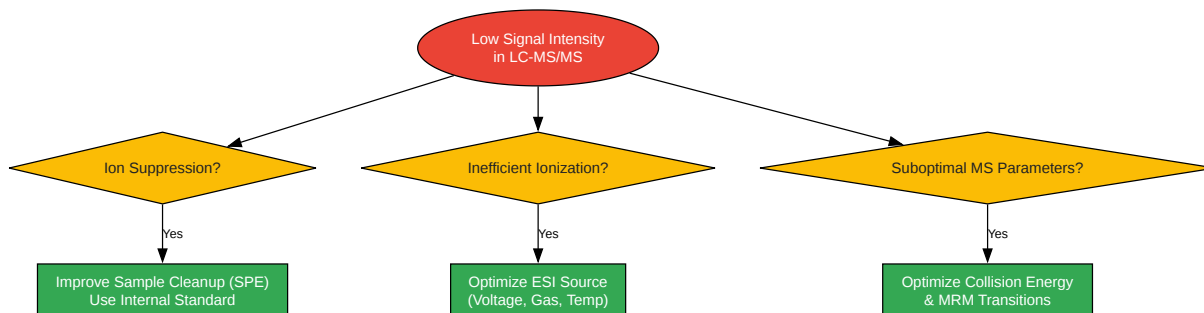 Low Signal Intensity
in LC-MS/MS
Ion Suppression?
Inefficient Ionization?
Suboptimal MS Parameters?
Yes
Yes
Yes
Improve Sample Cleanup (SPE)
Use Internal Standard
Optimize ESI Source
(Voltage, Gas, Temp)
Optimize Collision Energy
& MRM Transitions